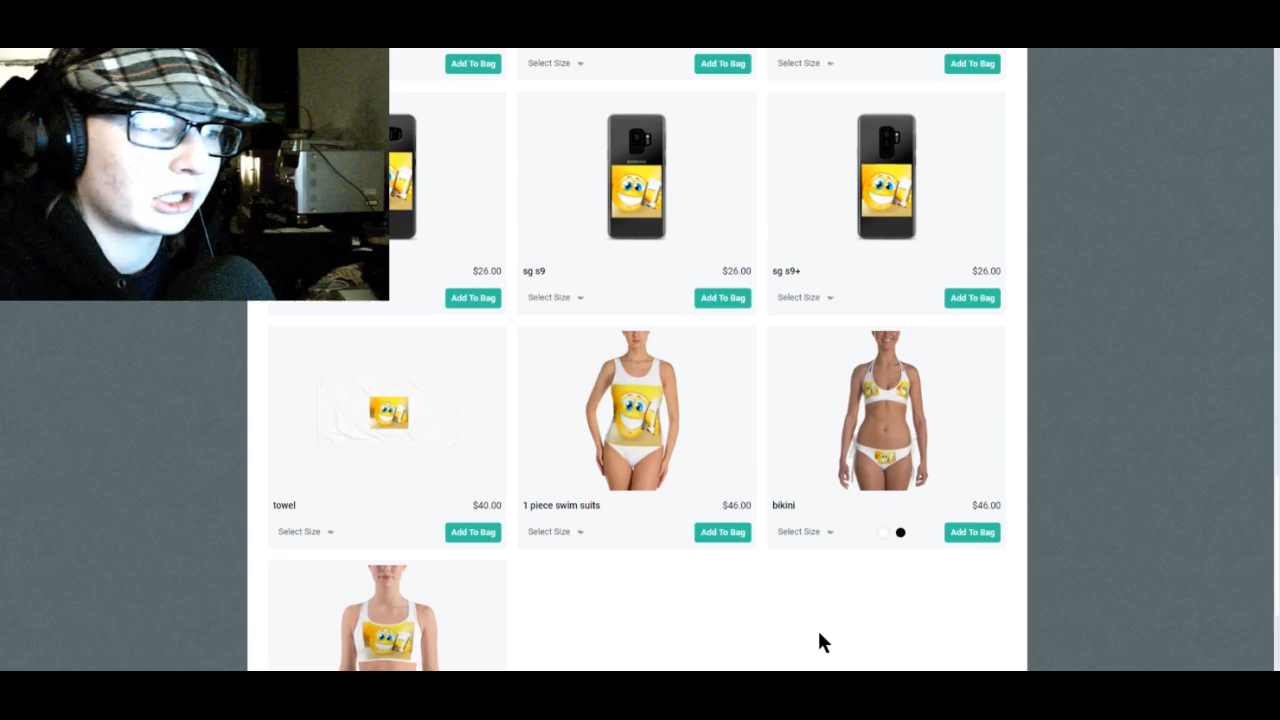 Add To Bag
Select Size
Add To Bag
Select Size
Add To Bag
$26.00
sg s9
$26.00
sg s9+
$26.00
Add To Bag
Select Size
Add To Bag
Select Size
Add To Bag
towel
$40.00
1 piece swim suits
$46.00
bikini
$46.00
Select Size
Add To Bag
Select Size
Add To Bag
Select Size
Add To Bag